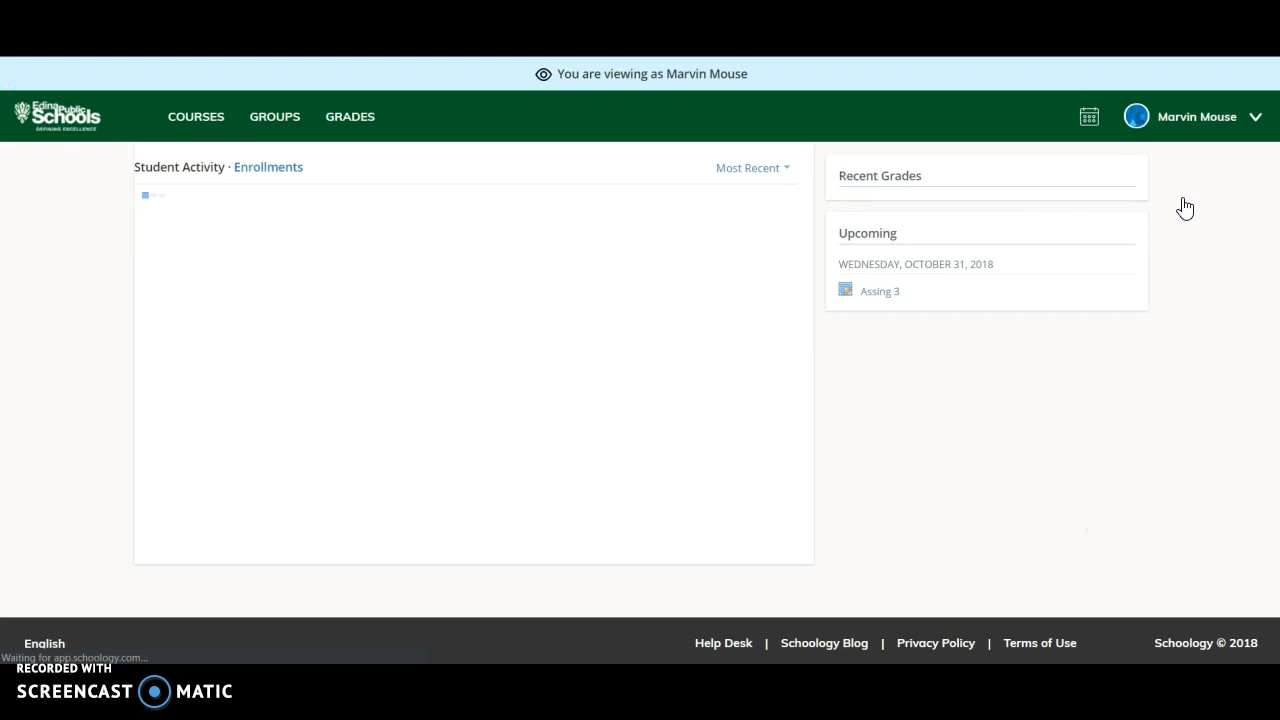 You are viewing as Marvin Mouse
Edina Public Schools
DEFINING EXCELLENCE
COURSES GROUPS GRADES
Marvin Mouse
Student Activity · Enrollments
Most Recent
Recent Grades
Upcoming
WEDNESDAY, OCTOBER 31, 2018
Assing 3
English
Help Desk | Schoology Blog | Privacy Policy | Terms of Use
Schoology © 2018
Waiting for app.schoology.com...
RECORDED WITH
SCREENCAST MATIC